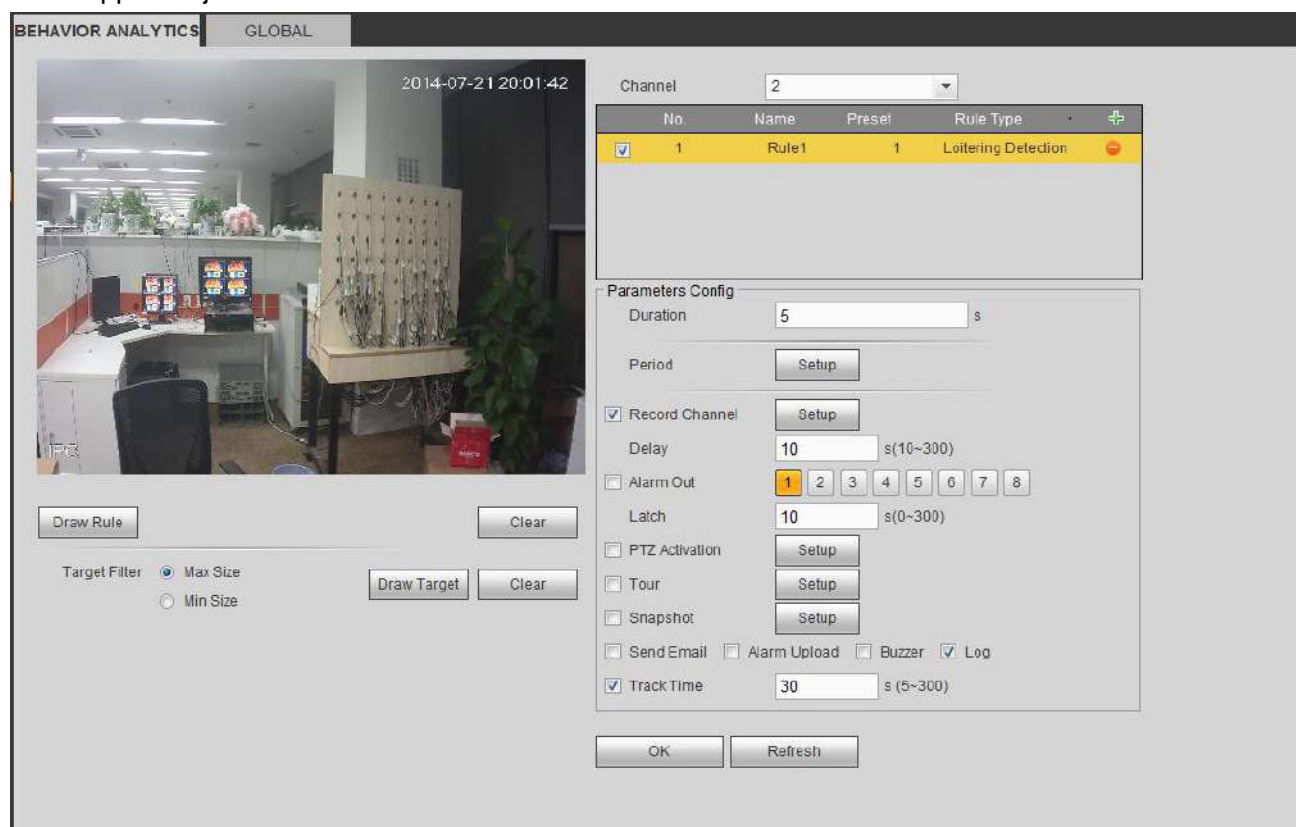 BEHAVIOR ANALYTICS GLOBAL
2014-07-21 20:01:42
IPC
Draw Rule Clear
Target Filter Max Size
Min Size
Draw Target Clear
Channel 2
No. Name Preset Rule Type
1 Rule1 1 Loitering Detection
Parameters Config
Duration 5 s
Period Setup
Record Channel Setup
Delay 10 s(10~300)
Alarm Out 1 2 3 4 5 6 7 8
Latch 10 s(0~300)
PTZ Activation Setup
Tour Setup
Snapshot Setup
Send Email Alarm Upload Buzzer Log
Track Time 30 s (5~300)
OK Refresh